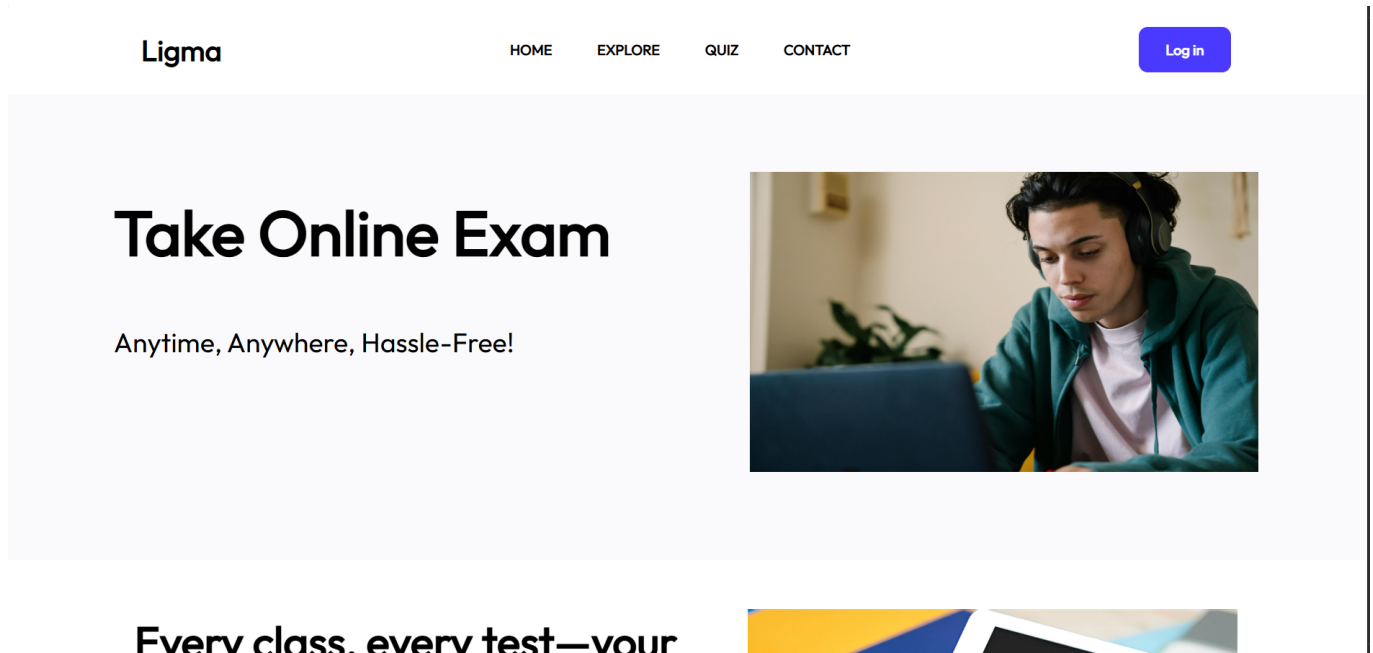 Ligma
HOME
EXPLORE
QUIZ
CONTACT
Log in
Take Online Exam
Anytime, Anywhere, Hassle-Free!
Every class, every test—your